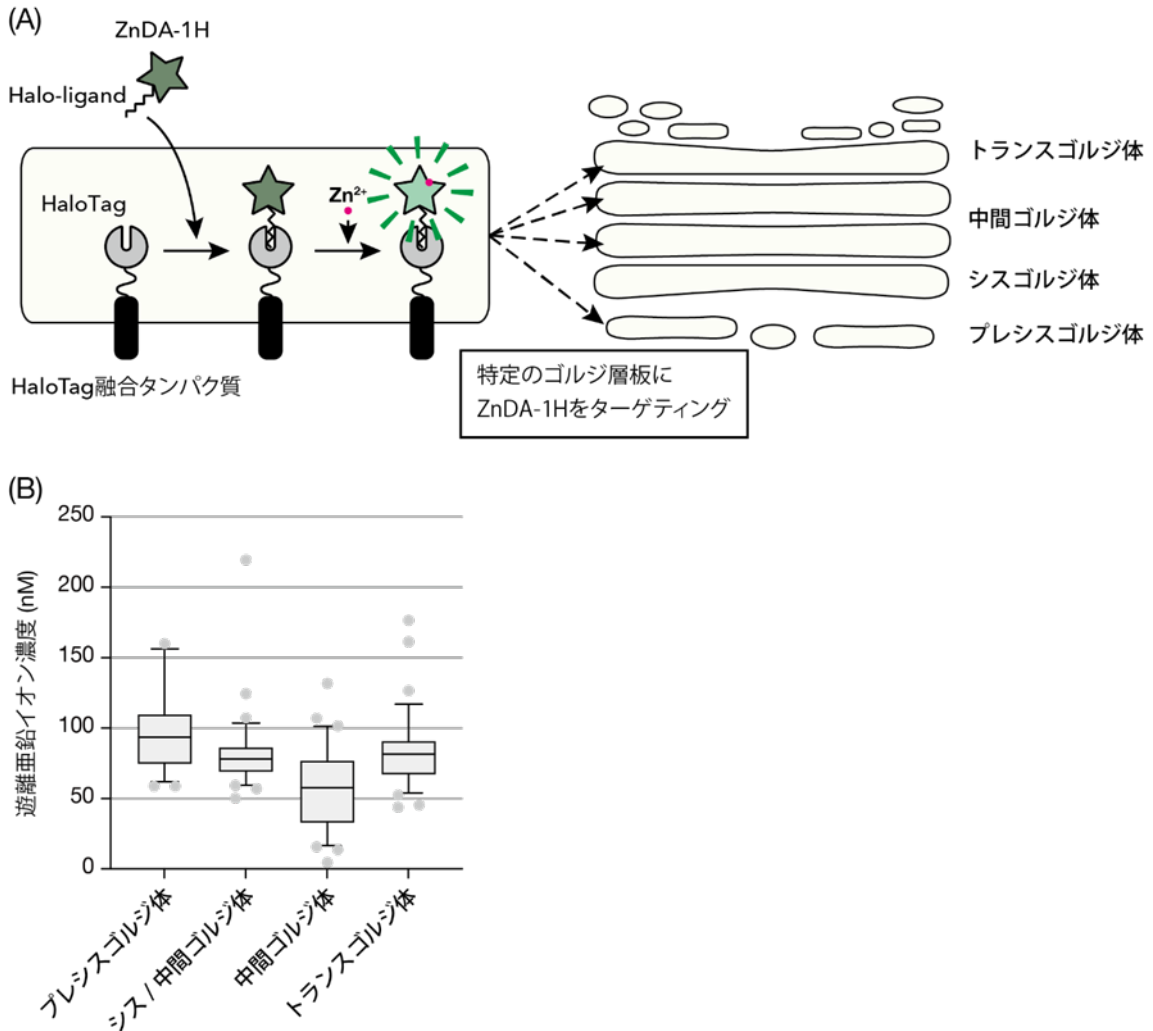 (A)
ZnDA-1H
Halo-ligand
HaloTag
Zn²⁺
HaloTag融合タンパク質
特定のゴルジ層板に
ZnDA-1Hをターゲティング
トランスゴルジ体
中間ゴルジ体
シスゴルジ体
プレシスゴルジ体
(B)
遊離亜鉛イオン濃度 (nM)
250
200
150
100
50
0
プレシスゴルジ体
シス / 中間ゴルジ体
中間ゴルジ体
トランスゴルジ体